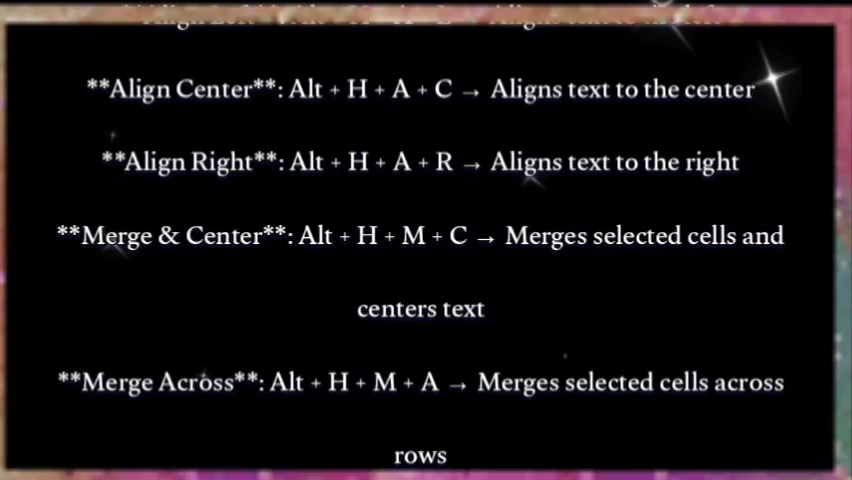 **Align Center**: Alt + H + A + C → Aligns text to the center
**Align Right**: Alt + H + A + R → Aligns text to the right
**Merge & Center**: Alt + H + M + C → Merges selected cells and
centers text
**Merge Across**: Alt + H + M + A → Merges selected cells across
rows